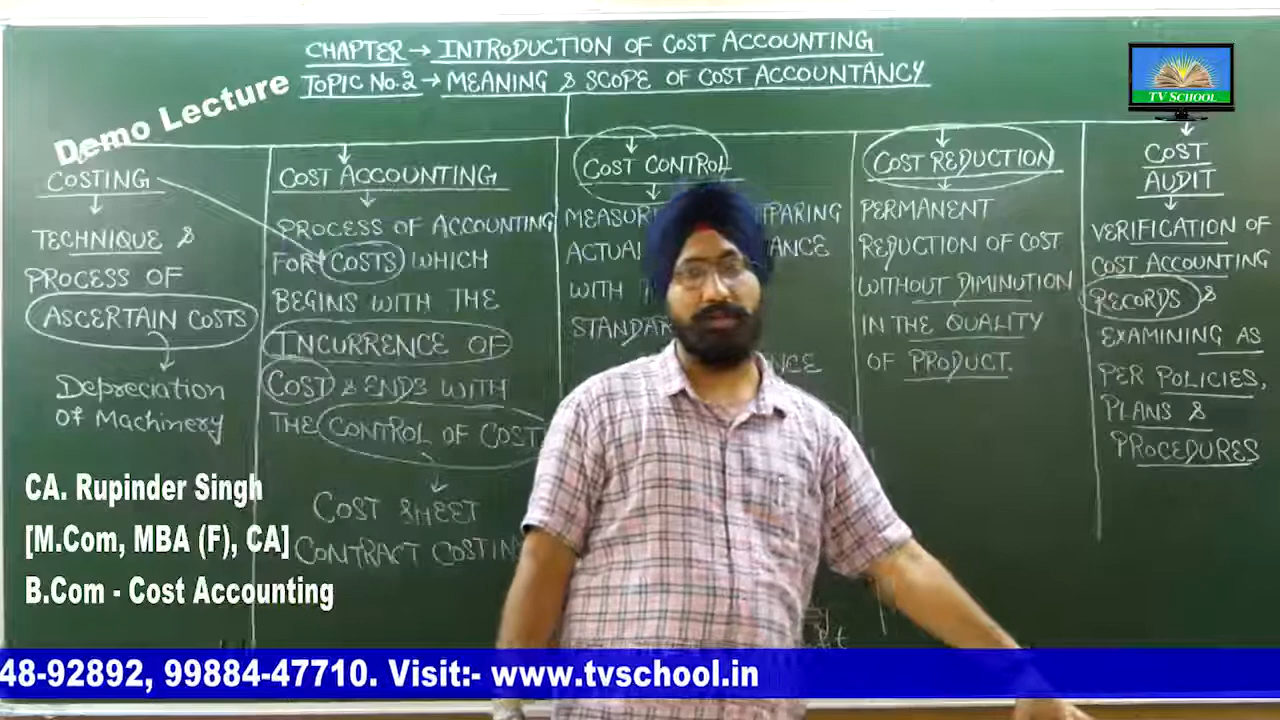 CHAPTER → INTRODUCTION OF COST ACCOUNTING
TOPIC No.2 → MEANING & SCOPE OF COST ACCOUNTANCY
TV SCHOOL
Demo Lecture
COSTING
TECHNIQUE &
PROCESS OF
ASCERTAIN COSTS
Depreciation
of Machinery
COST ACCOUNTING
PROCESS OF ACCOUNTING
FOR COSTS WHICH
BEGINS WITH THE
INCURRENCE OF
COST & ENDS WITH
THE CONTROL OF COST
COST SHEET
CONTRACT COSTIN
COST CONTROL
MEASUR PARING
ACTUAL ANCE
WITH
STANDAR
NCE
COST REDUCTION
PERMANENT
REDUCTION OF COST
WITHOUT DIMINUTION
IN THE QUALITY
OF PRODUCT.
COST
AUDIT
VERIFICATION OF
COST ACCOUNTING
RECORDS &
EXAMINING AS
PER POLICIES,
PLANS &
PROCEDURES
CA. Rupinder Singh
[M.Com, MBA (F), CA]
B.Com - Cost Accounting
48-92892, 99884-47710. Visit:- www.tvschool.in